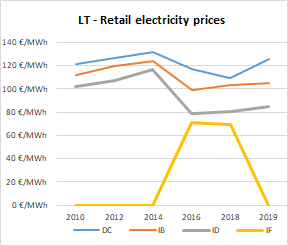 LT - Retail electricity prices
140 €/MWh
120 €/MWh
100 €/MWh
80 €/MWh
60 €/MWh
40 €/MWh
20 €/MWh
0 €/MWh
2010 2012 2014 2016 2018 2019
DC IB ID IF